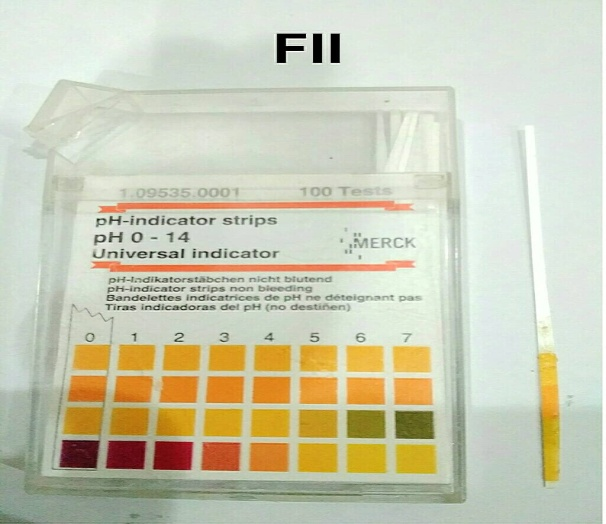 FII
1.09535.0001 100 Tests
pH-indicator strips
pH 0 - 14
Universal indicator
MERCK
pH-Indikatorstäbchen nicht blutend
pH-indicator strips non bleeding
Bandelettes indicatrices de pH ne déteignant pas
Tiras indicadoras del pH (no destiñen)
0 1 2 3 4 5 6 7